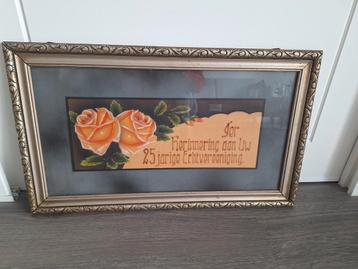 Ter
Herinnering aan Uw
25 jarige Echtvereeniging.